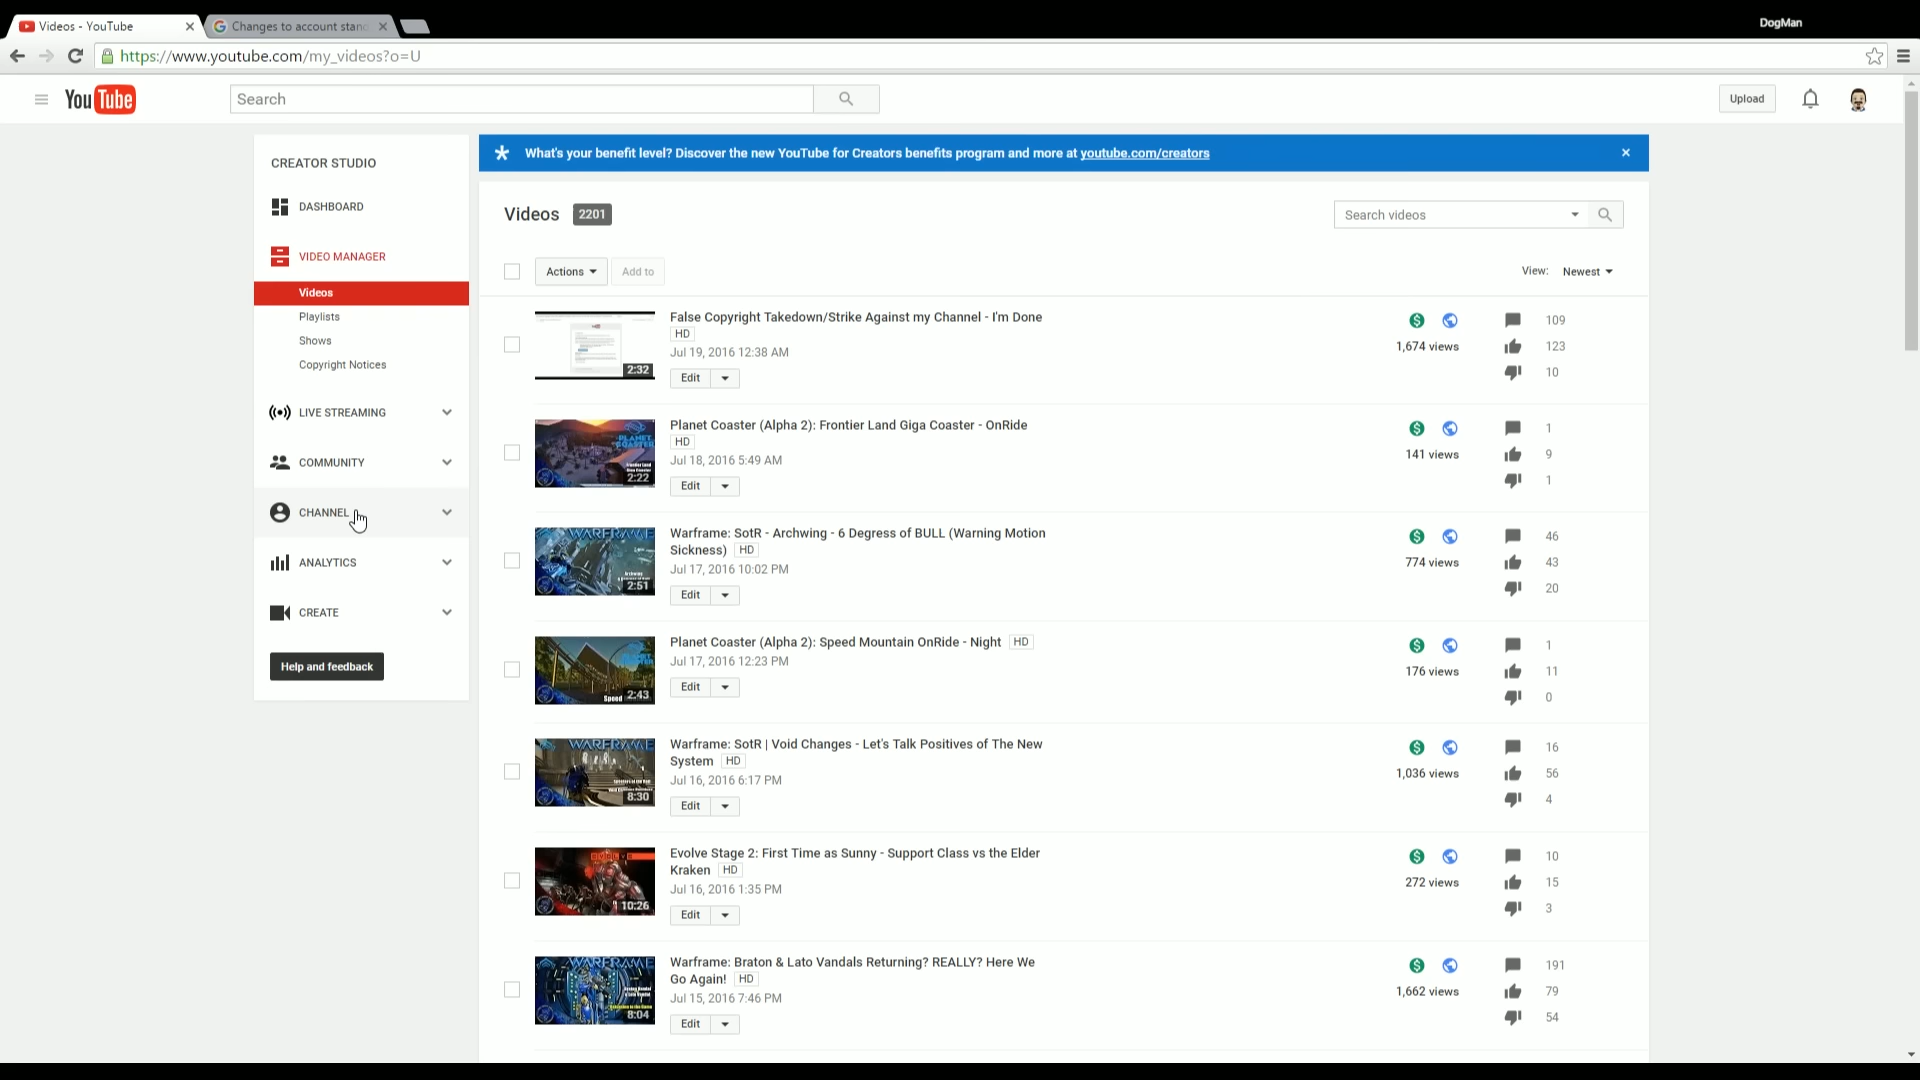 DogMan
Videos - YouTube
Changes to account stan
https://www.youtube.com/my_videos?o=U
YouTube
Search
Upload
CREATOR STUDIO
DASHBOARD
VIDEO MANAGER
Videos
Playlists
Shows
Copyright Notices
LIVE STREAMING
COMMUNITY
CHANNEL
ANALYTICS
CREATE
Help and feedback
What's your benefit level? Discover the new YouTube for Creators benefits program and more at youtube.com/creators
Videos 2201
Search videos
Actions
Add to
View: Newest
False Copyright Takedown/Strike Against my Channel - I'm Done
HD
Jul 19, 2016 12:38 AM
Edit
2:32
1,674 views
109
123
10
Planet Coaster (Alpha 2): Frontier Land Giga Coaster - OnRide
HD
Jul 18, 2016 5:49 AM
Edit
2:22
141 views
1
9
1
Warframe: SotR - Archwing - 6 Degress of BULL (Warning Motion
Sickness) HD
Jul 17, 2016 10:02 PM
Edit
WARFRAME
2:51
774 views
46
43
20
Planet Coaster (Alpha 2): Speed Mountain OnRide - Night HD
Jul 17, 2016 12:23 PM
Edit
Speed
2:43
176 views
1
11
0
Warframe: SotR | Void Changes - Let's Talk Positives of The New
System HD
Jul 16, 2016 6:17 PM
Edit
WARFRAME
8:30
1,036 views
16
56
4
Evolve Stage 2: First Time as Sunny - Support Class vs the Elder
Kraken HD
Jul 16, 2016 1:35 PM
Edit
10:26
272 views
10
15
3
Warframe: Braton & Lato Vandals Returning? REALLY? Here We
Go Again! HD
Jul 15, 2016 7:46 PM
Edit
WARFRAME
8:04
1,662 views
191
79
54